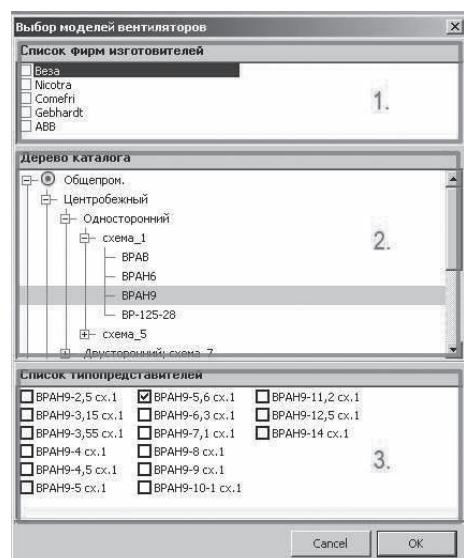 Выбор моделей вентиляторов
Список фирм изготовителей
Веза
Nicotra
Comefri
Gebhardt
ABB
1.
Дерево каталога
Общепром.
Центробежный
Односторонний
схема_1
ВРАВ
ВРАН6
ВРАН9
ВР-125-28
схема_5
Двусторонний; схема_7
2.
Список типопредставителей
ВРАН9-2,5 сх.1 ВРАН9-5,6 сх.1 ВРАН9-11,2 сх.1
ВРАН9-3,15 сх.1 ВРАН9-6,3 сх.1 ВРАН9-12,5 сх.1
ВРАН9-3,55 сх.1 ВРАН9-7,1 сх.1 ВРАН9-14 сх.1
ВРАН9-4 сх.1 ВРАН9-8 сх.1
ВРАН9-4,5 сх.1 ВРАН9-9 сх.1
ВРАН9-5 сх.1 ВРАН9-10-1 сх.1
3.
Cancel OK